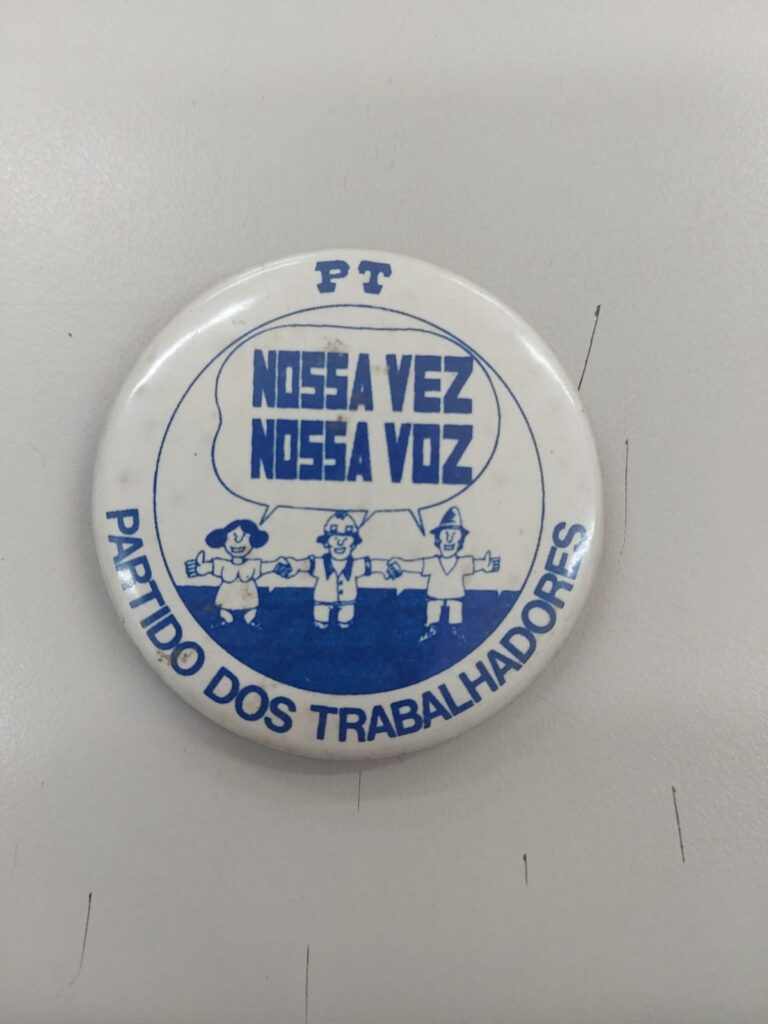 PT
NOSSA VEZ
NOSSA VOZ
PARTIDO DOS TRABALHADORES